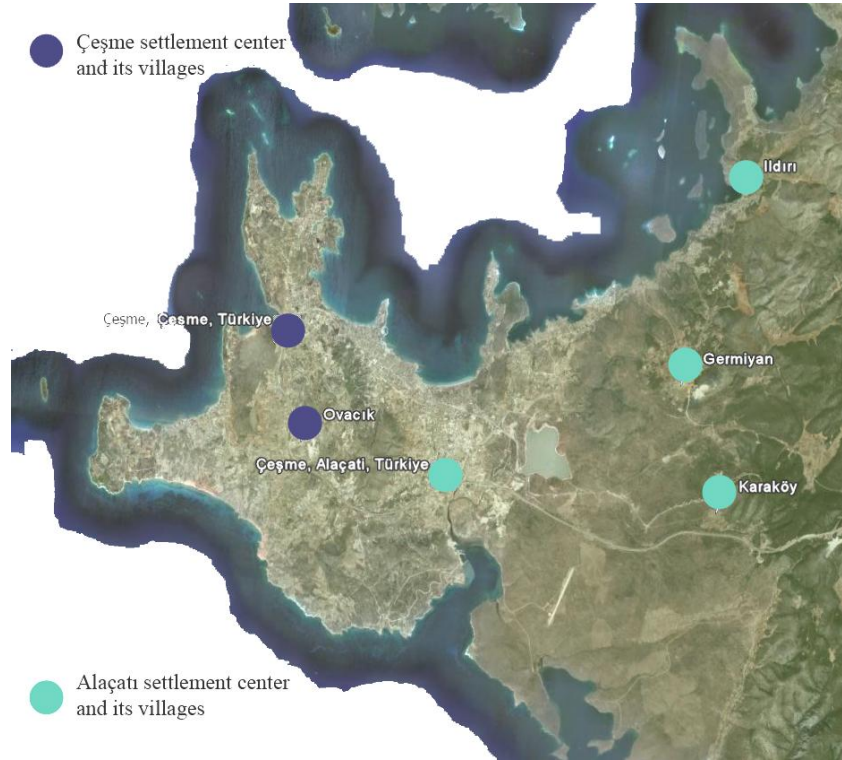 Çeşme settlement center
and its villages
Ildırı
Çeşme, Çeşme, Türkiye
Germiyan
Ovacık
Çeşme, Alaçati, Türkiye
Karaköy
Alaçatı settlement center
and its villages